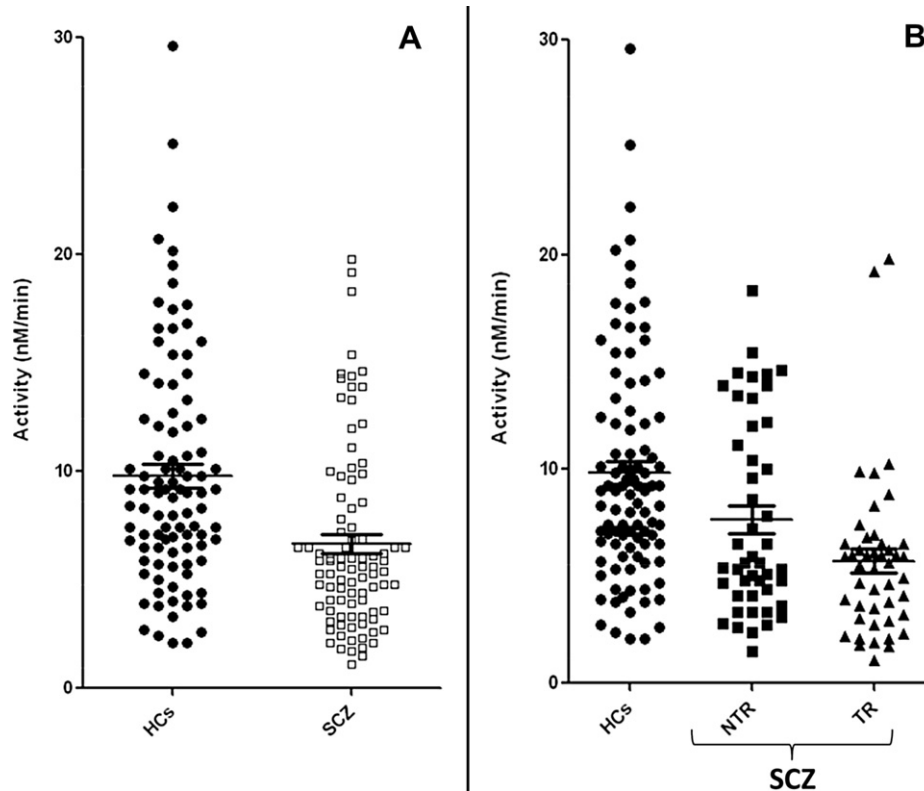 A
Activity (nM/min)
30
20
10
0
HCs
SCZ
B
Activity (nM/min)
30
20
10
0
HCs
NTR
TR
SCZ